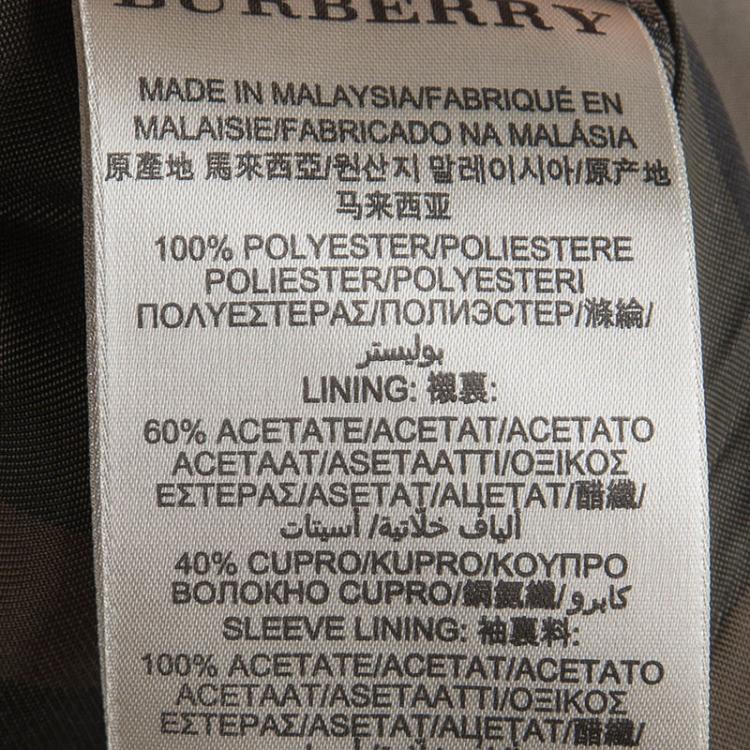 BURBERRY
MADE IN MALAYSIA/FABRIQUÉ EN
MALAISIE/FABRICADO NA MALÁSIA
原產地 馬來西亞/원산지 말레이시아/原产地
马来西亚
100% POLYESTER/POLIESTERE
POLIESTER/POLYESTERI
ΠΟΛΥΕΣΤΕΡΑΣ/ПОЛИЭСТЕР/滌綸/
بوليستر
LINING: 襯裏:
60% ACETATE/ACETAT/ACETATO
ACETAAT/ASETAATTI/ΟΞΙΚΟΣ
ΕΣΤΕΡΑΣ/ASETAT/АЦЕТАТ/醋纖/
ألياف خلّاتية/ أسيتات
40% CUPRO/KUPRO/ΚΟΥΠΡΟ
ВОЛОКНО CUPRO/銅氨纖/كابرو
SLEEVE LINING: 袖裏料:
100% ACETATE/ACETAT/ACETATO
ACETAAT/ASETAATTI/ΟΞΙΚΟΣ
ΕΣΤΕΡΑΣ/ASETAT/АЦЕТАТ/醋纖/